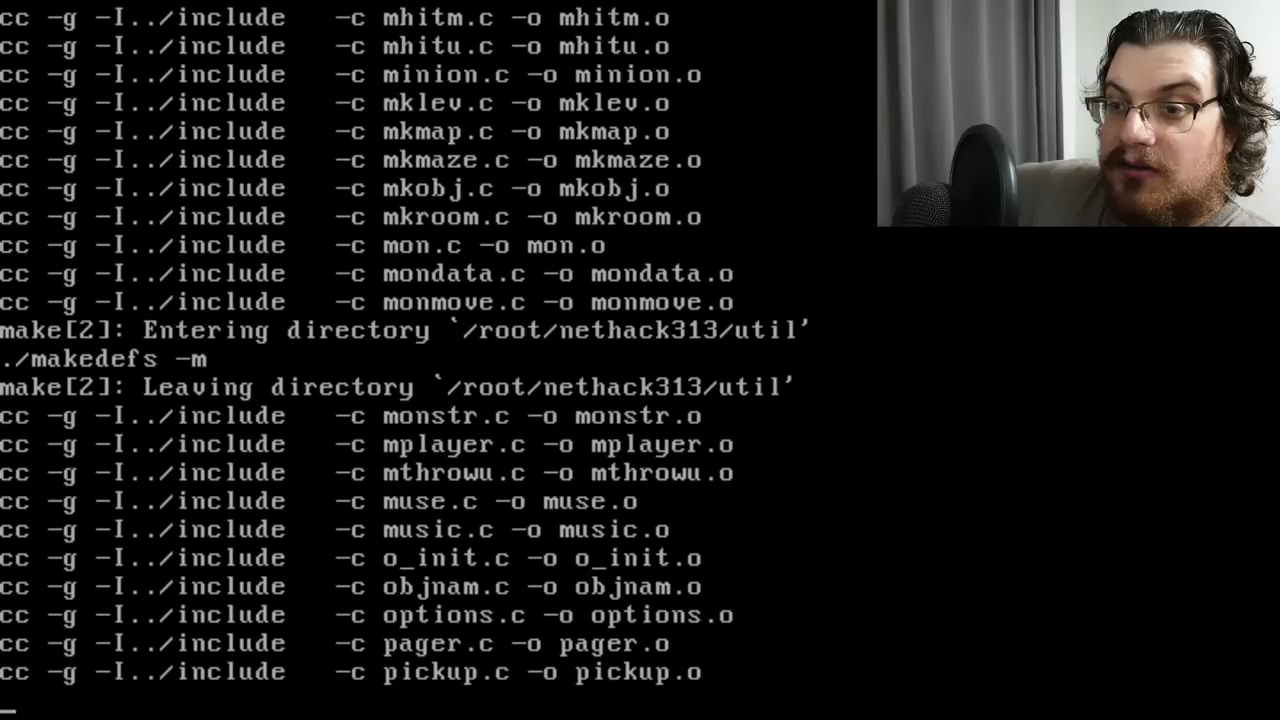 cc -g -I../include   -c mhitm.c -o mhitm.o
cc -g -I../include   -c mhitu.c -o mhitu.o
cc -g -I../include   -c minion.c -o minion.o
cc -g -I../include   -c mklev.c -o mklev.o
cc -g -I../include   -c mkmap.c -o mkmap.o
cc -g -I../include   -c mkmaze.c -o mkmaze.o
cc -g -I../include   -c mkobj.c -o mkobj.o
cc -g -I../include   -c mkroom.c -o mkroom.o
cc -g -I../include   -c mon.c -o mon.o
cc -g -I../include   -c mondata.c -o mondata.o
cc -g -I../include   -c monmove.c -o monmove.o
make[2]: Entering directory `/root/nethack313/util'
./makedefs -m
make[2]: Leaving directory `/root/nethack313/util'
cc -g -I../include   -c monstr.c -o monstr.o
cc -g -I../include   -c mplayer.c -o mplayer.o
cc -g -I../include   -c mthrowu.c -o mthrowu.o
cc -g -I../include   -c muse.c -o muse.o
cc -g -I../include   -c music.c -o music.o
cc -g -I../include   -c o_init.c -o o_init.o
cc -g -I../include   -c objnam.c -o objnam.o
cc -g -I../include   -c options.c -o options.o
cc -g -I../include   -c pager.c -o pager.o
cc -g -I../include   -c pickup.c -o pickup.o